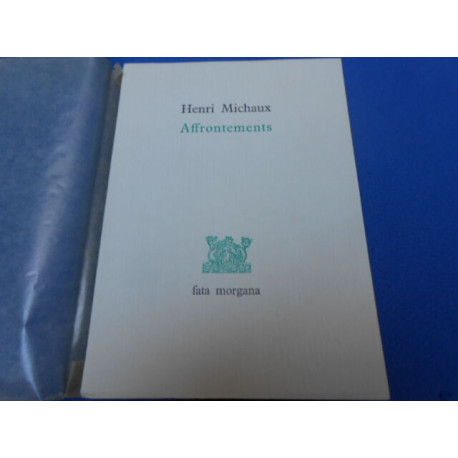 Henri Michaux
Affrontements
fata morgana